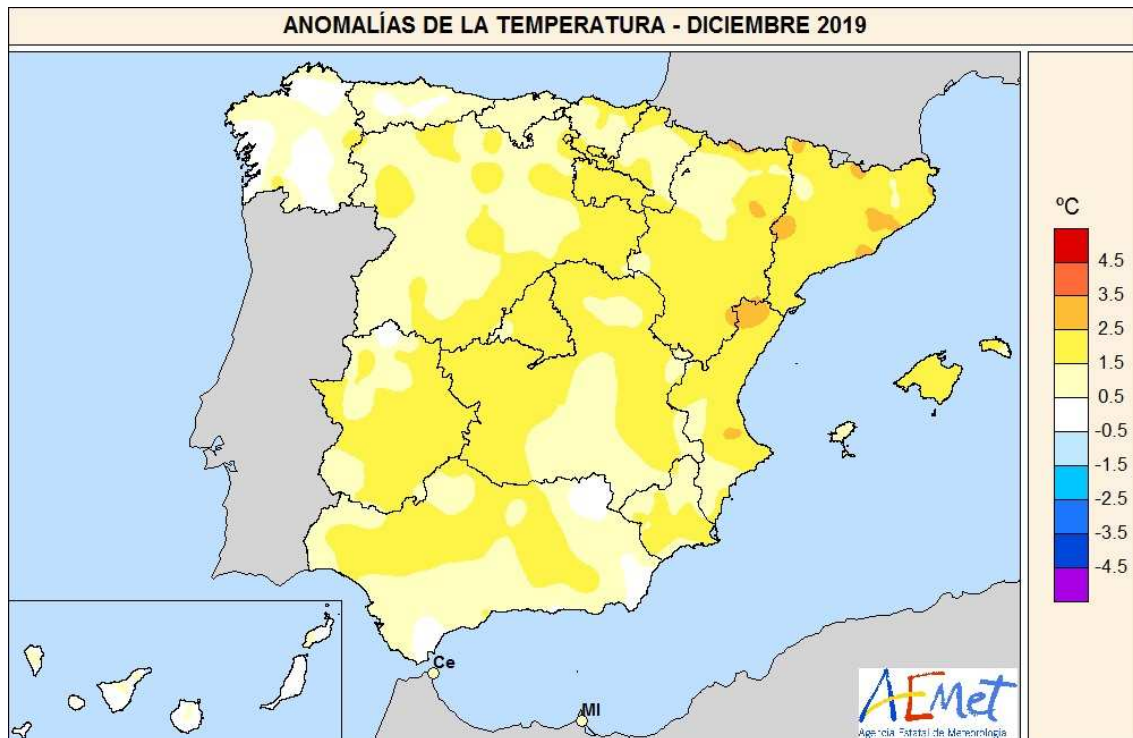 ANOMALÍAS DE LA TEMPERATURA - DICIEMBRE 2019
ºC
4.5
3.5
2.5
1.5
0.5
-0.5
-1.5
-2.5
-3.5
-4.5
Ce
Ml
AEMet
Agencia Estatal de Meteorología